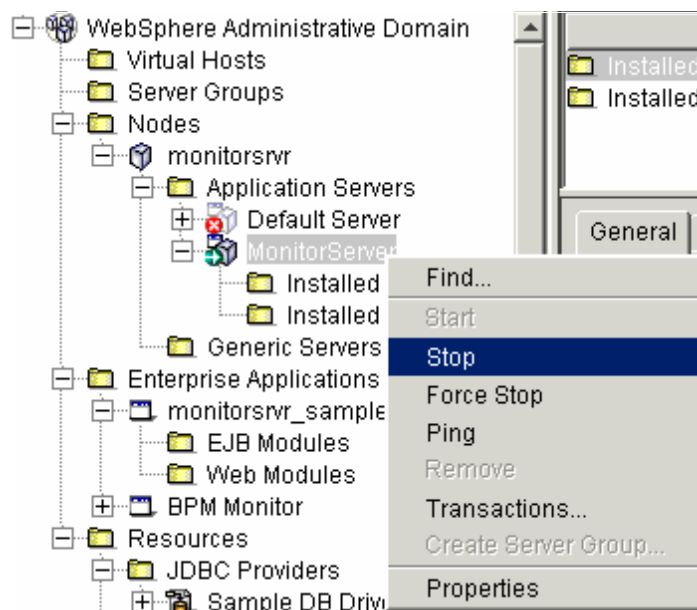 WebSphere Administrative Domain
Virtual Hosts
Server Groups
Nodes
monitorsrvr
Application Servers
Default Server
MonitorServer
Installed
Installed
Generic Servers
Enterprise Applications
monitorsrvr_sample
EJB Modules
Web Modules
BPM Monitor
Resources
JDBC Providers
Sample DB
Installed
Installed
General
Find...
Start
Stop
Force Stop
Ping
Remove
Transactions...
Create Server Group...
Properties